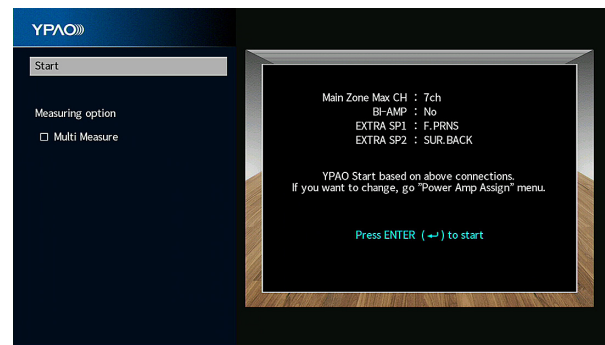 YPAO
Start
Measuring option
Multi Measure
Main Zone Max CH : 7ch
BI-AMP : No
EXTRA SP1 : F.PRNS
EXTRA SP2 : SUR.BACK
YPAO Start based on above connections.
If you want to change, go "Power Amp Assign" menu.
Press ENTER (↵) to start